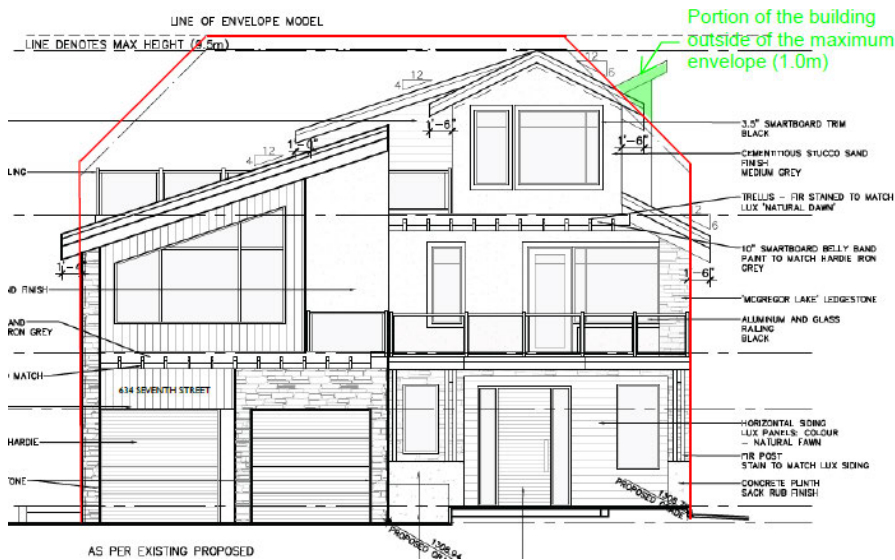 LINE OF ENVELOPE MODEL
LINE DENOTES MAX HEIGHT (9.5m)
Portion of the building
outside of the maximum
envelope (1.0m)
12
6
12
4
1'-6"
3.5" SMARTBOARD TRIM
BLACK
1'-6"
12
4
CEMENTITIOUS STUCCO SAND
FINISH
MEDIUM GREY
TRELLIS - FIR STAINED TO MATCH
LUX 'NATURAL DAWN'
6
10" SMARTBOARD BELLY BAND
PAINT TO MATCH HARDIE IRON
GREY
1'-6"
ND FINISH
'MCGREGOR LAKE' LEDGESTONE
ALUMINUM AND GLASS
RAILING
BLACK
AND
RON GREY
MATCH
634 SEVENTH STREET
HARDIE
HORIZONTAL SIDING
LUX PANELS: COLOUR
- NATURAL FAWN
FIR POST
STAIN TO MATCH LUX SIDING
TONE
CONCRETE PLINTH
SACK RUB FINISH
PROPOSED GRADE
1308.94
AS PER EXISTING PROPOSED